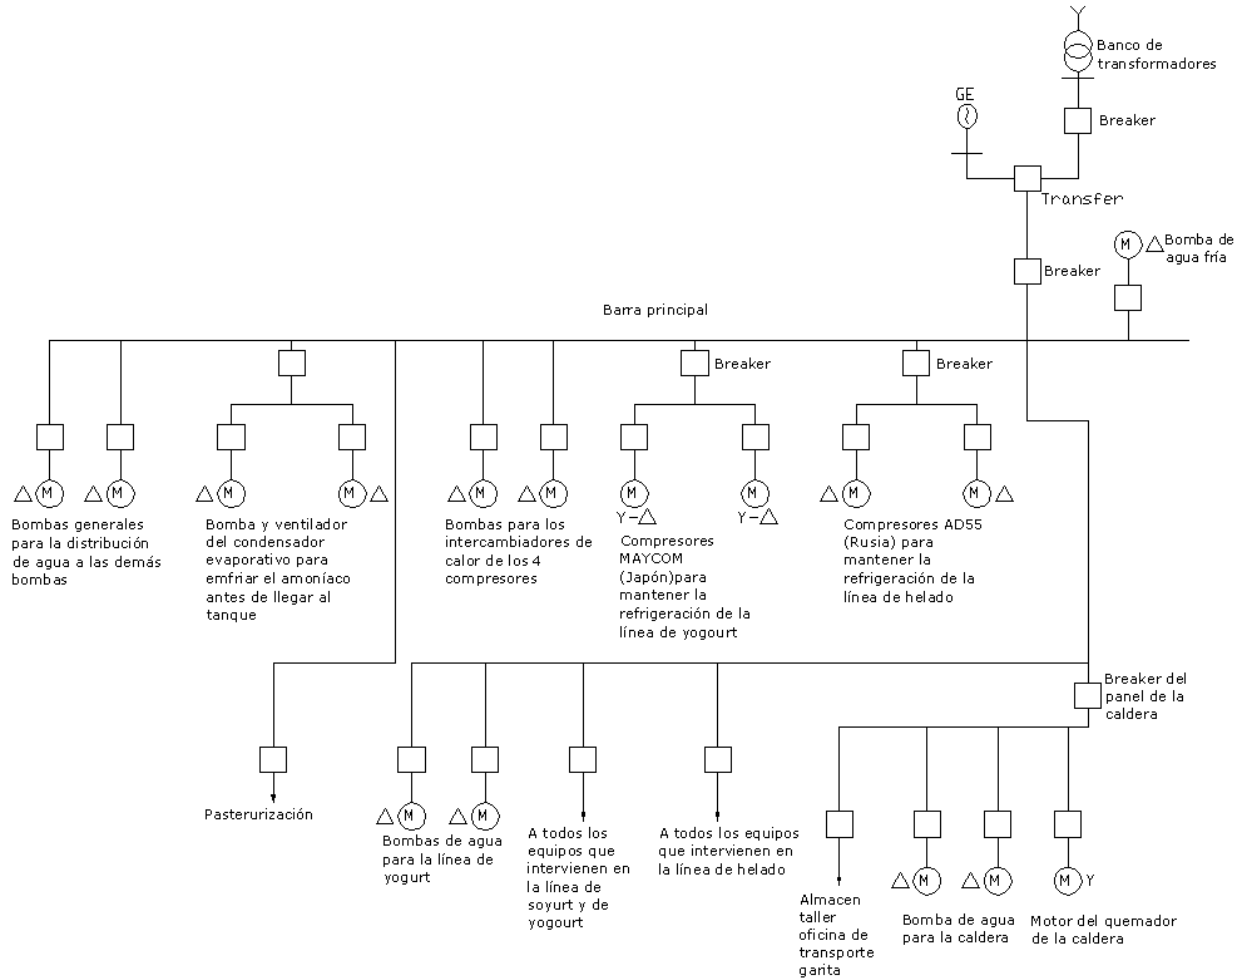 Banco de
transformadores
GE
Breaker
Transfer
M
Bomba de
agua fría
Breaker
Barra principal
Breaker
Breaker
M
M
M
M
M
M
M
M
M
M
Y-△
Y-△
Bombas generales
para la distribución
de agua a las demás
bombas
Bomba y ventilador
del condensador
evaporativo para
emfriar el amoníaco
antes de llegar al
tanque
Bombas para los
intercambiadores de
calor de los 4
compresores
Compresores
MAYCOM
(Japón)para
mantener la
refrigeración de la
línea de yogourt
Compresores AD55
(Rusia) para
mantener la
refrigeración de la
línea de helado
Breaker del
panel de la
caldera
Pasterurización
M
M
Bombas de agua
para la línea de
yogurt
A todos los
equipos que
intervienen en
la línea de
soyurt y de
yogourt
A todos los equipos
que intervienen en
la línea de helado
Almacen
taller
oficina de
transporte
garita
M
M
M
Y
Bomba de agua
para la caldera
Motor del quemador
de la caldera